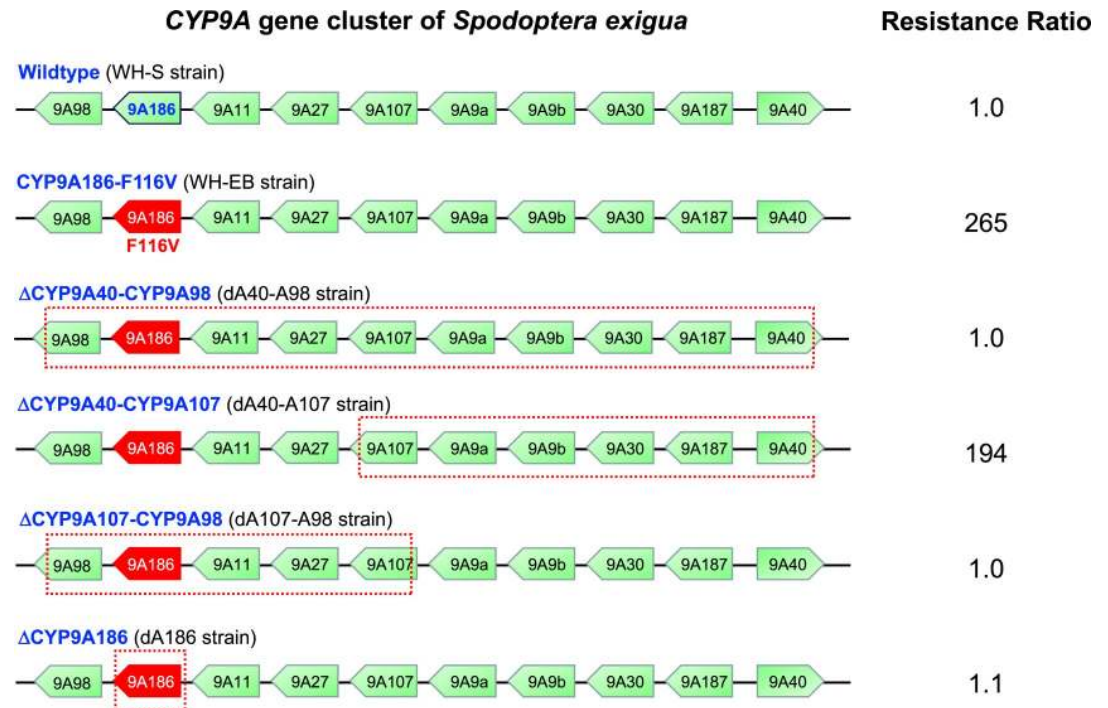 CYP9A gene cluster of Spodoptera exigua Resistance Ratio
Wildtype (WH-S strain)
9A98 9A186 9A11 9A27 9A107 9A9a 9A9b 9A30 9A187 9A40 1.0
CYP9A186-F116V (WH-EB strain)
9A98 9A186 9A11 9A27 9A107 9A9a 9A9b 9A30 9A187 9A40 265
F116V
ΔCYP9A40-CYP9A98 (dA40-A98 strain)
9A98 9A186 9A11 9A27 9A107 9A9a 9A9b 9A30 9A187 9A40 1.0
ΔCYP9A40-CYP9A107 (dA40-A107 strain)
9A98 9A186 9A11 9A27 9A107 9A9a 9A9b 9A30 9A187 9A40 194
ΔCYP9A107-CYP9A98 (dA107-A98 strain)
9A98 9A186 9A11 9A27 9A107 9A9a 9A9b 9A30 9A187 9A40 1.0
ΔCYP9A186 (dA186 strain)
9A98 9A186 9A11 9A27 9A107 9A9a 9A9b 9A30 9A187 9A40 1.1